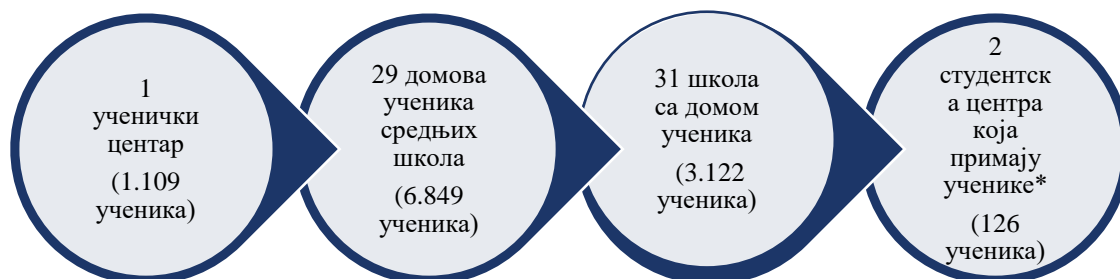 1
ученички
центар
(1.109
ученика)
29 домова
ученика
средњих
школа
(6.849
ученика)
31 школа
са домом
ученика
(3.122
ученика)
2
студентск
а центра
која
примају
ученике*
(126
ученика)